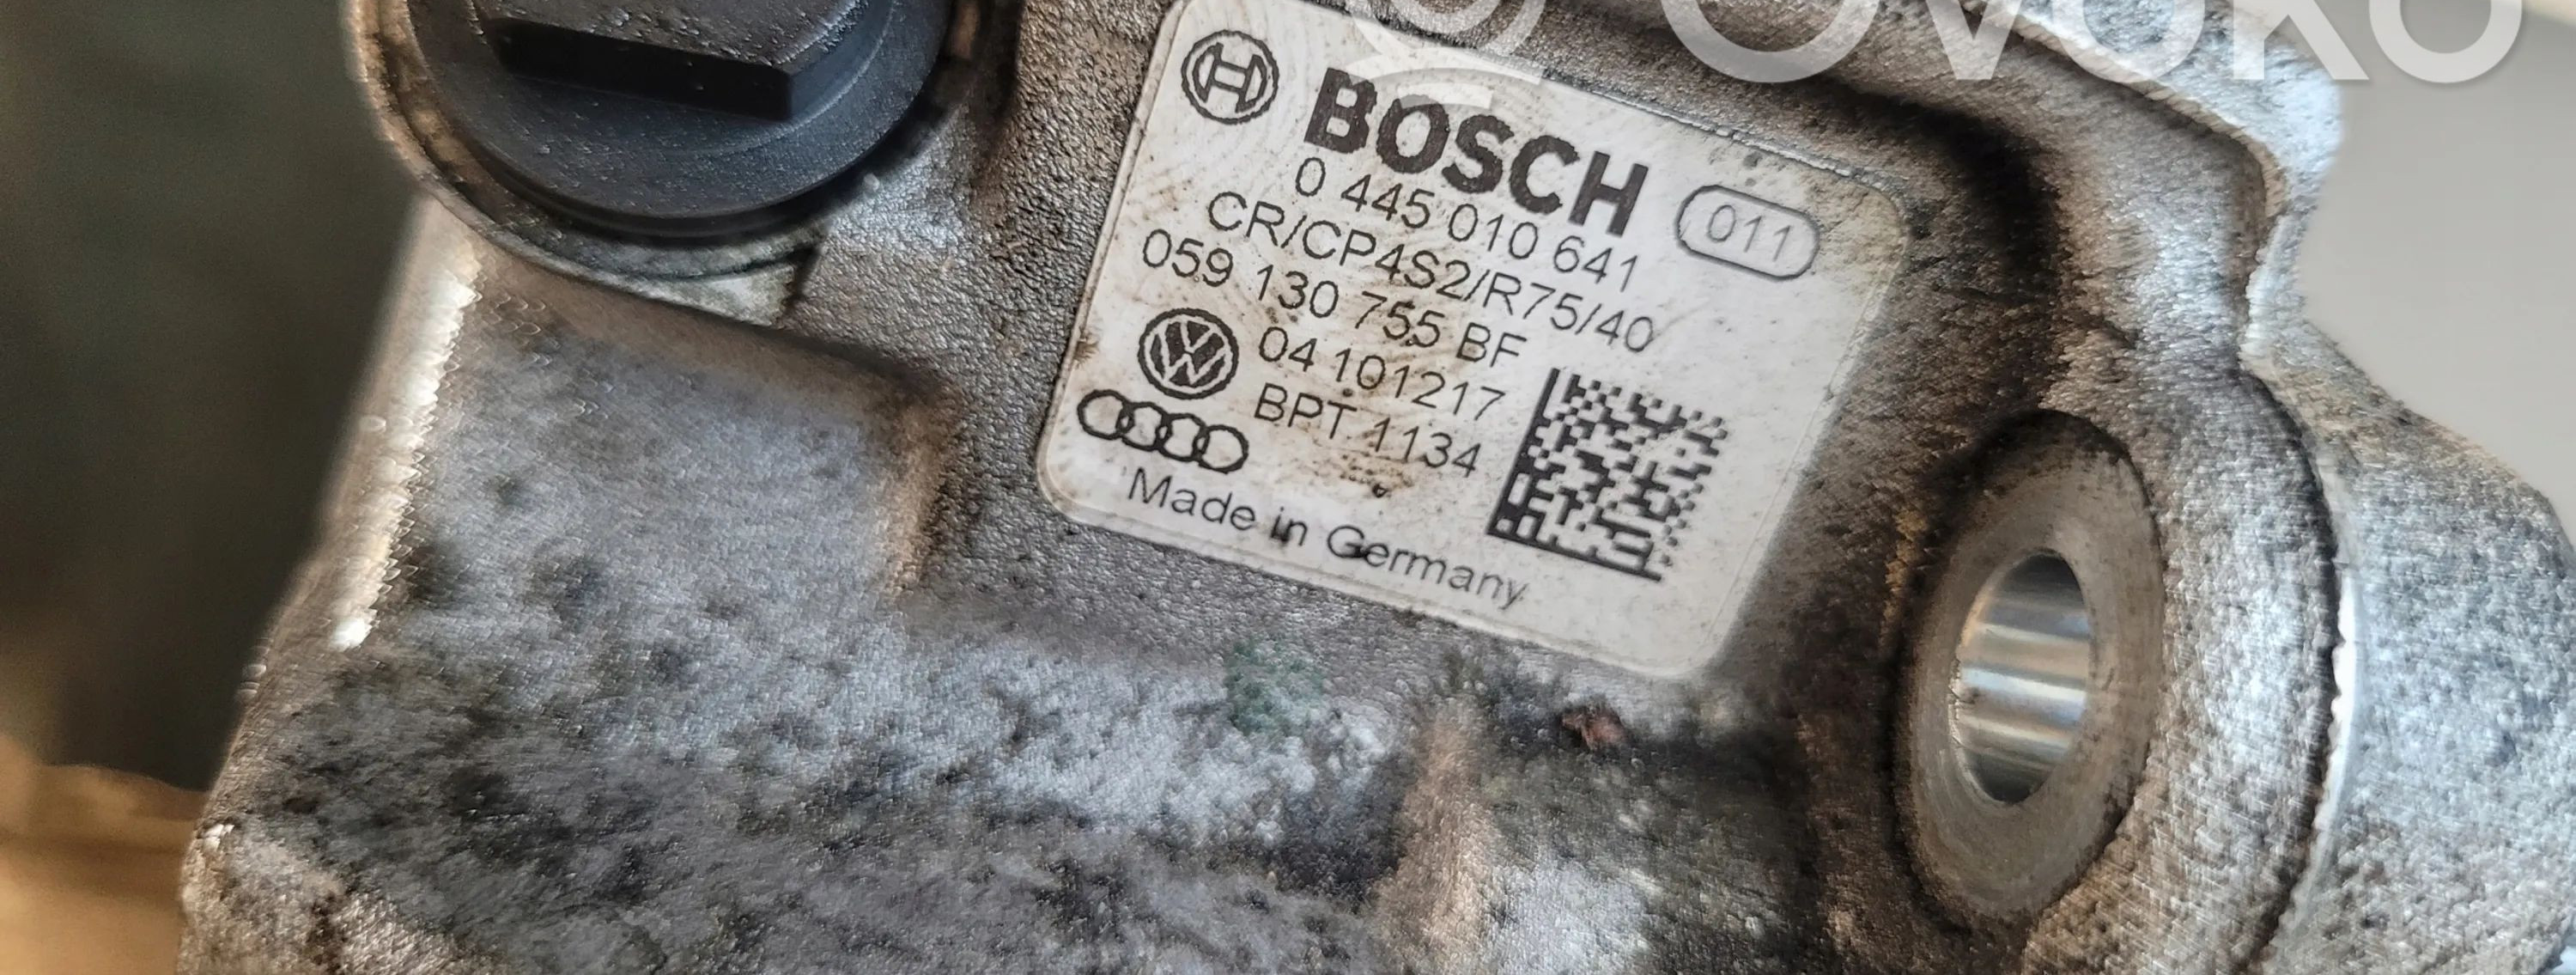 Ovoko
BOSCH
0 445 010 641
011
CR/CP4S2/R75/40
059 130 755 BF
04 101217
BPT 1134
Made in Germany